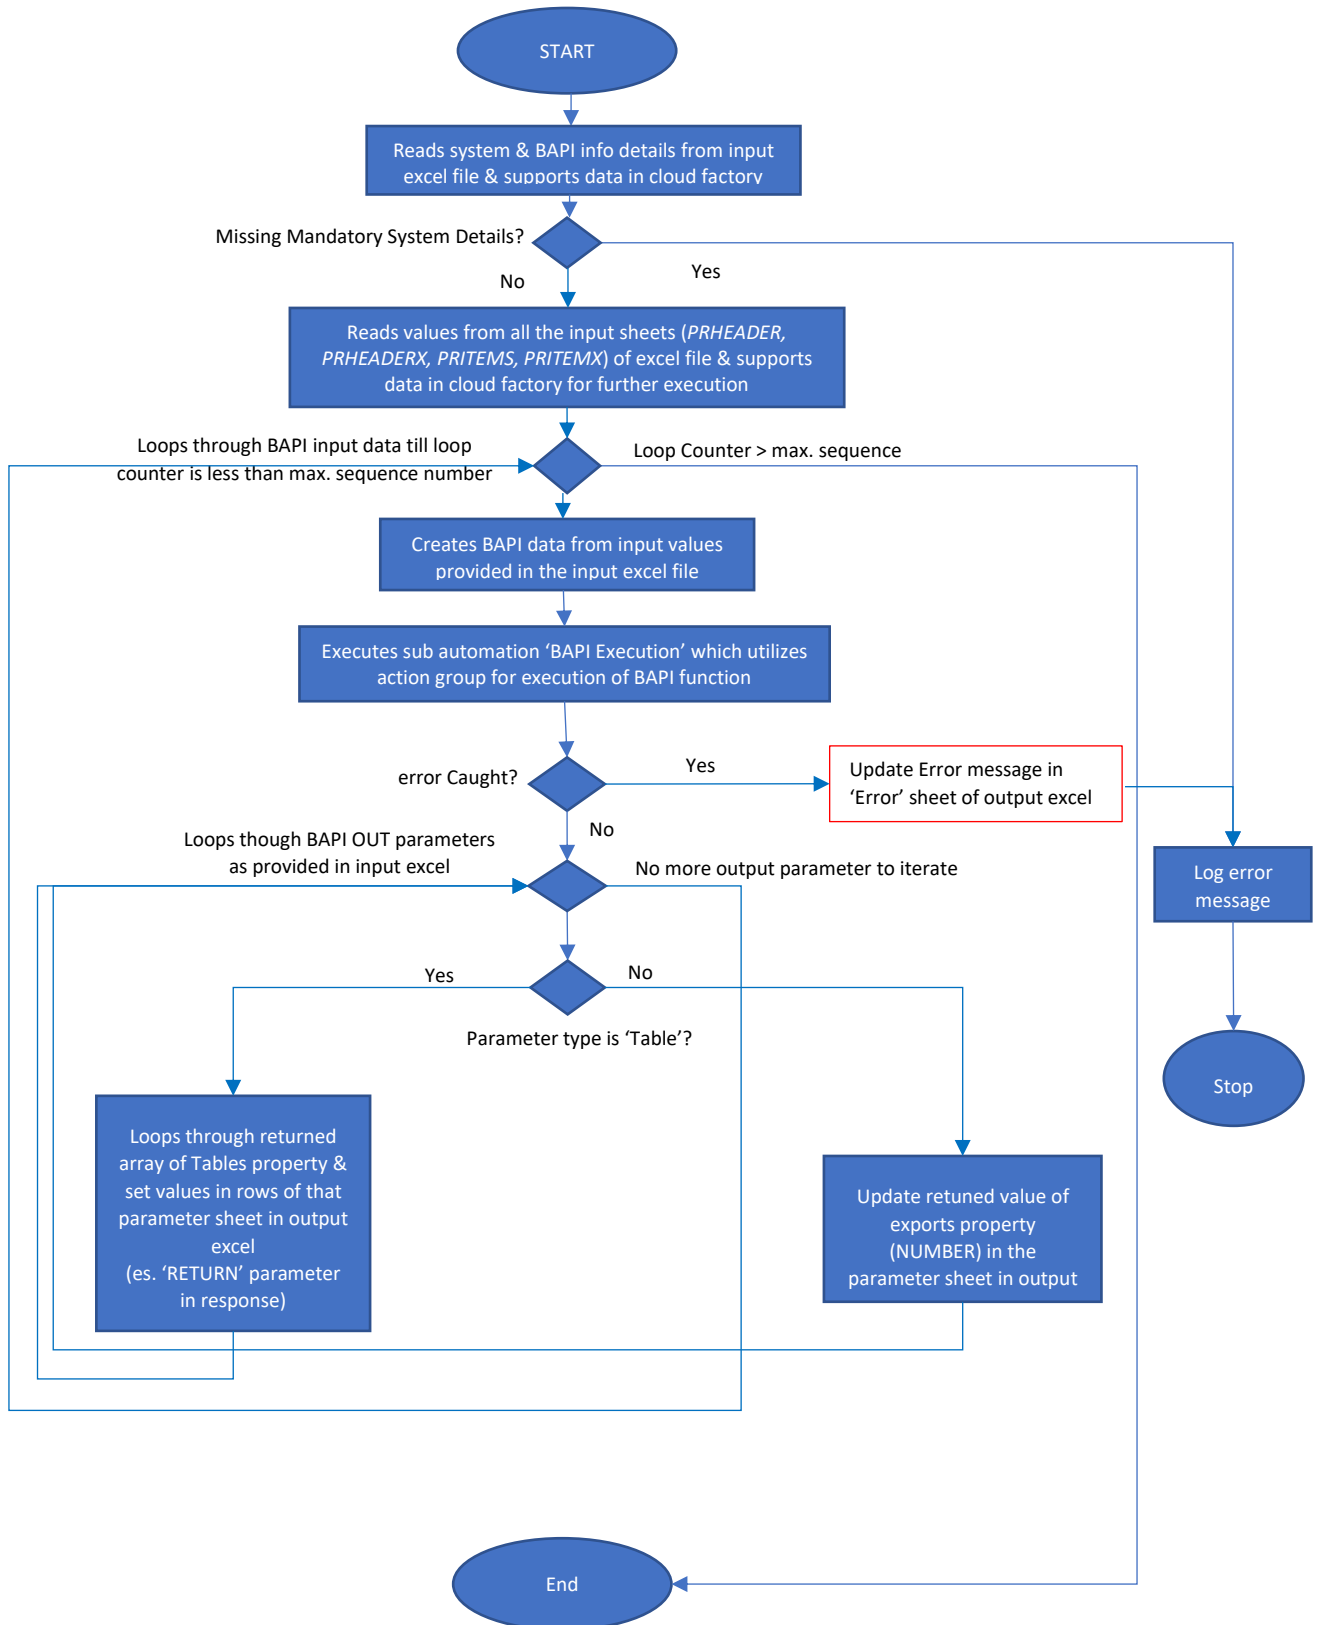 START
Reads system & BAPI info details from input
excel file & supports data in cloud factory
Missing Mandatory System Details?
Yes
No
Reads values from all the input sheets (PRHEADER,
PRHEADERX, PRITEMS, PRITEMX) of excel file & supports
data in cloud factory for further execution
Loops through BAPI input data till loop
counter is less than max. sequence number
Loop Counter > max. sequence
Creates BAPI data from input values
provided in the input excel file
Executes sub automation ‘BAPI Execution’ which utilizes
action group for execution of BAPI function
error Caught?
Yes
Update Error message in
‘Error’ sheet of output excel
No
Loops though BAPI OUT parameters
as provided in input excel
No more output parameter to iterate
Log error
message
Yes
No
Parameter type is ‘Table’?
Stop
Loops through returned
array of Tables property &
set values in rows of that
parameter sheet in output
excel
(es. ‘RETURN’ parameter
in response)
Update retuned value of
exports property
(NUMBER) in the
parameter sheet in output
End